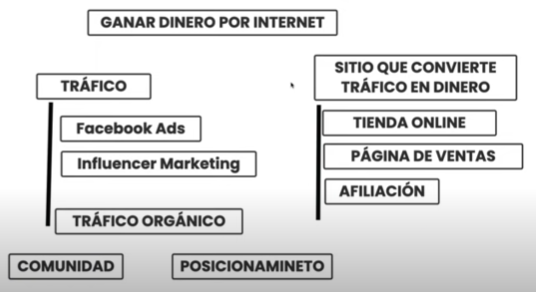 GANAR DINERO POR INTERNET
TRÁFICO
Facebook Ads
Influencer Marketing
TRÁFICO ORGÁNICO
SITIO QUE CONVIERTE
TRÁFICO EN DINERO
TIENDA ONLINE
PÁGINA DE VENTAS
AFILIACIÓN
COMUNIDAD
POSICIONAMINETO